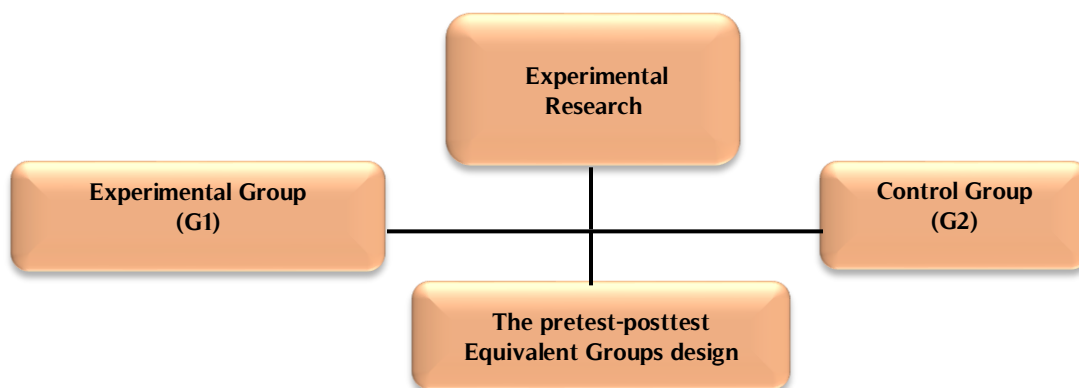 Experimental
Research
Experimental Group
(G1)
Control Group
(G2)
The pretest-posttest
Equivalent Groups design